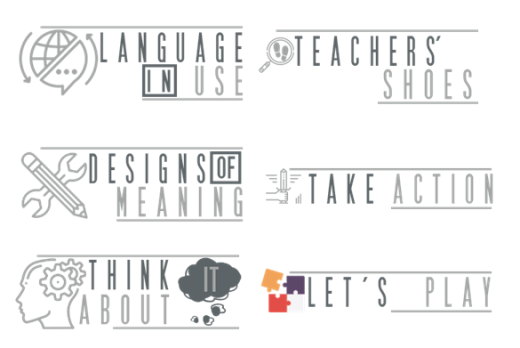 LANGUAGE
IN USE
TEACHERS'
SHOES
DESIGNS OF
MEANING
TAKE ACTION
THINK IT
ABOUT
LET´S PLAY